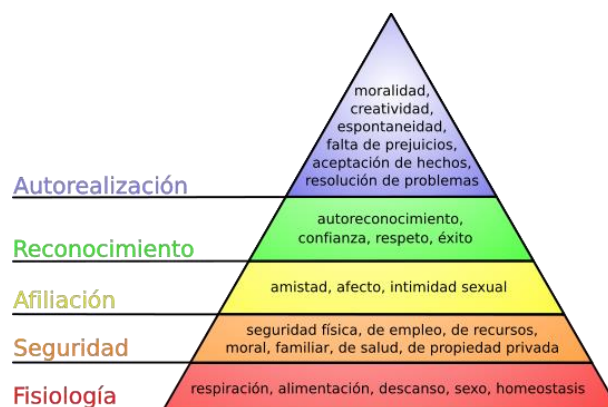 moralidad,
creatividad,
espontaneidad,
falta de prejuicios,
aceptación de hechos,
resolución de problemas
Autorealización
autoreconocimiento,
confianza, respeto, éxito
Reconocimiento
amistad, afecto, intimidad sexual
Afiliación
seguridad física, de empleo, de recursos,
moral, familiar, de salud, de propiedad privada
Seguridad
respiración, alimentación, descanso, sexo, homeostasis
Fisiología